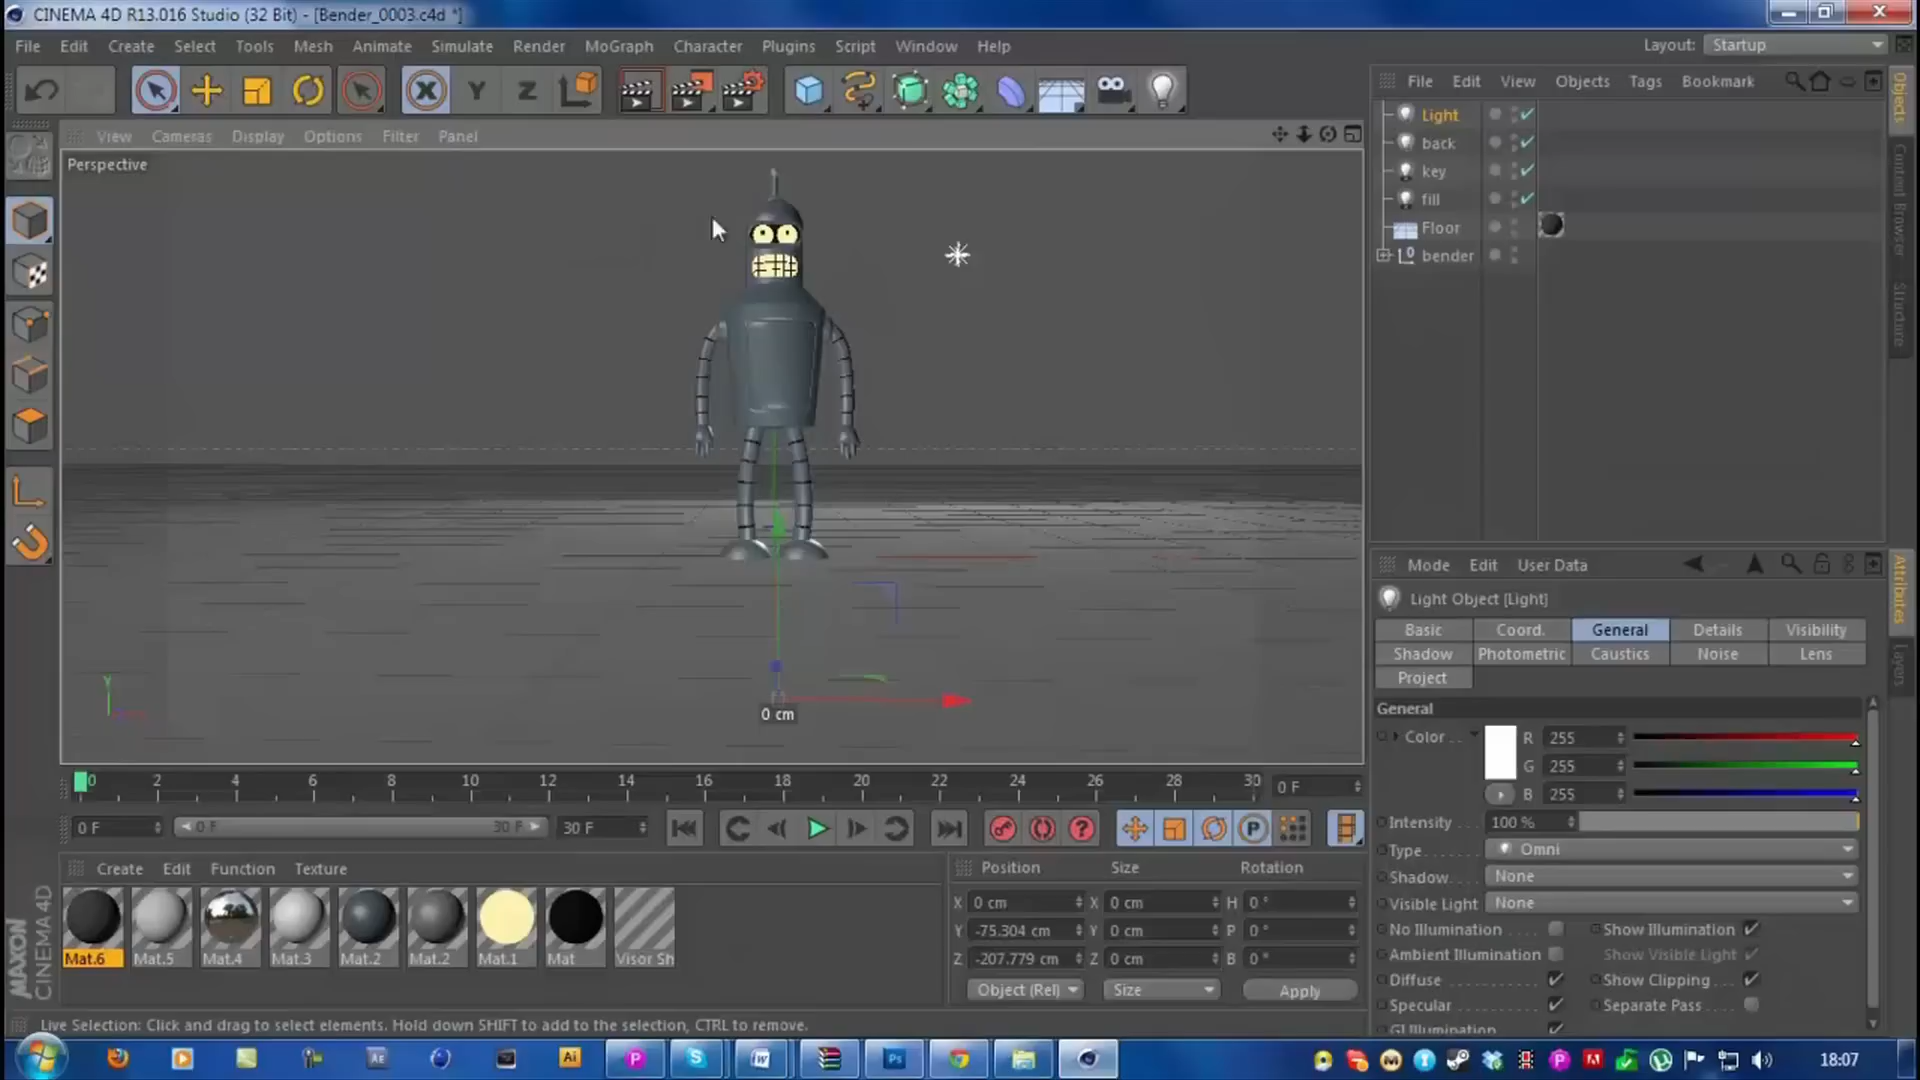 CINEMA 4D R13.016 Studio (32 Bit) - [Bender_0003.c4d *]
File Edit Create Select Tools Mesh Animate Simulate Render MoGraph Character Plugins Script Window Help
Layout: Startup
X Y Z
File Edit View Objects Tags Bookmark
View Cameras Display Options Filter Panel
Perspective
Light
back
key
fill
Floor
bender
Objects
Content Browser
Structure
0 cm
Y
Mode Edit User Data
Light Object [Light]
Basic Coord. General Details Visibility
Shadow Photometric Caustics Noise Lens
Project
General
Color R 255
G 255
B 255
Intensity 100 %
Type Omni
Shadow None
Visible Light None
No Illumination Show Illumination
Ambient Illumination Show Visible Light
Diffuse Show Clipping
Specular Separate Pass
GI Illumination
Attributes
Layers
0 2 4 6 8 10 12 14 16 18 20 22 24 26 28 30 0 F
0 F 0 F 30 F 30 F
P
Create Edit Function Texture
Mat.6 Mat.5 Mat.4 Mat.3 Mat.2 Mat.2 Mat.1 Mat Visor Sh
MAXON CINEMA 4D
Position Size Rotation
X 0 cm X 0 cm H 0 °
Y -75.304 cm Y 0 cm P 0 °
Z -207.779 cm Z 0 cm B 0 °
Object (Rel) Size Apply
Live Selection: Click and drag to select elements. Hold down SHIFT to add to the selection, CTRL to remove.
18:07